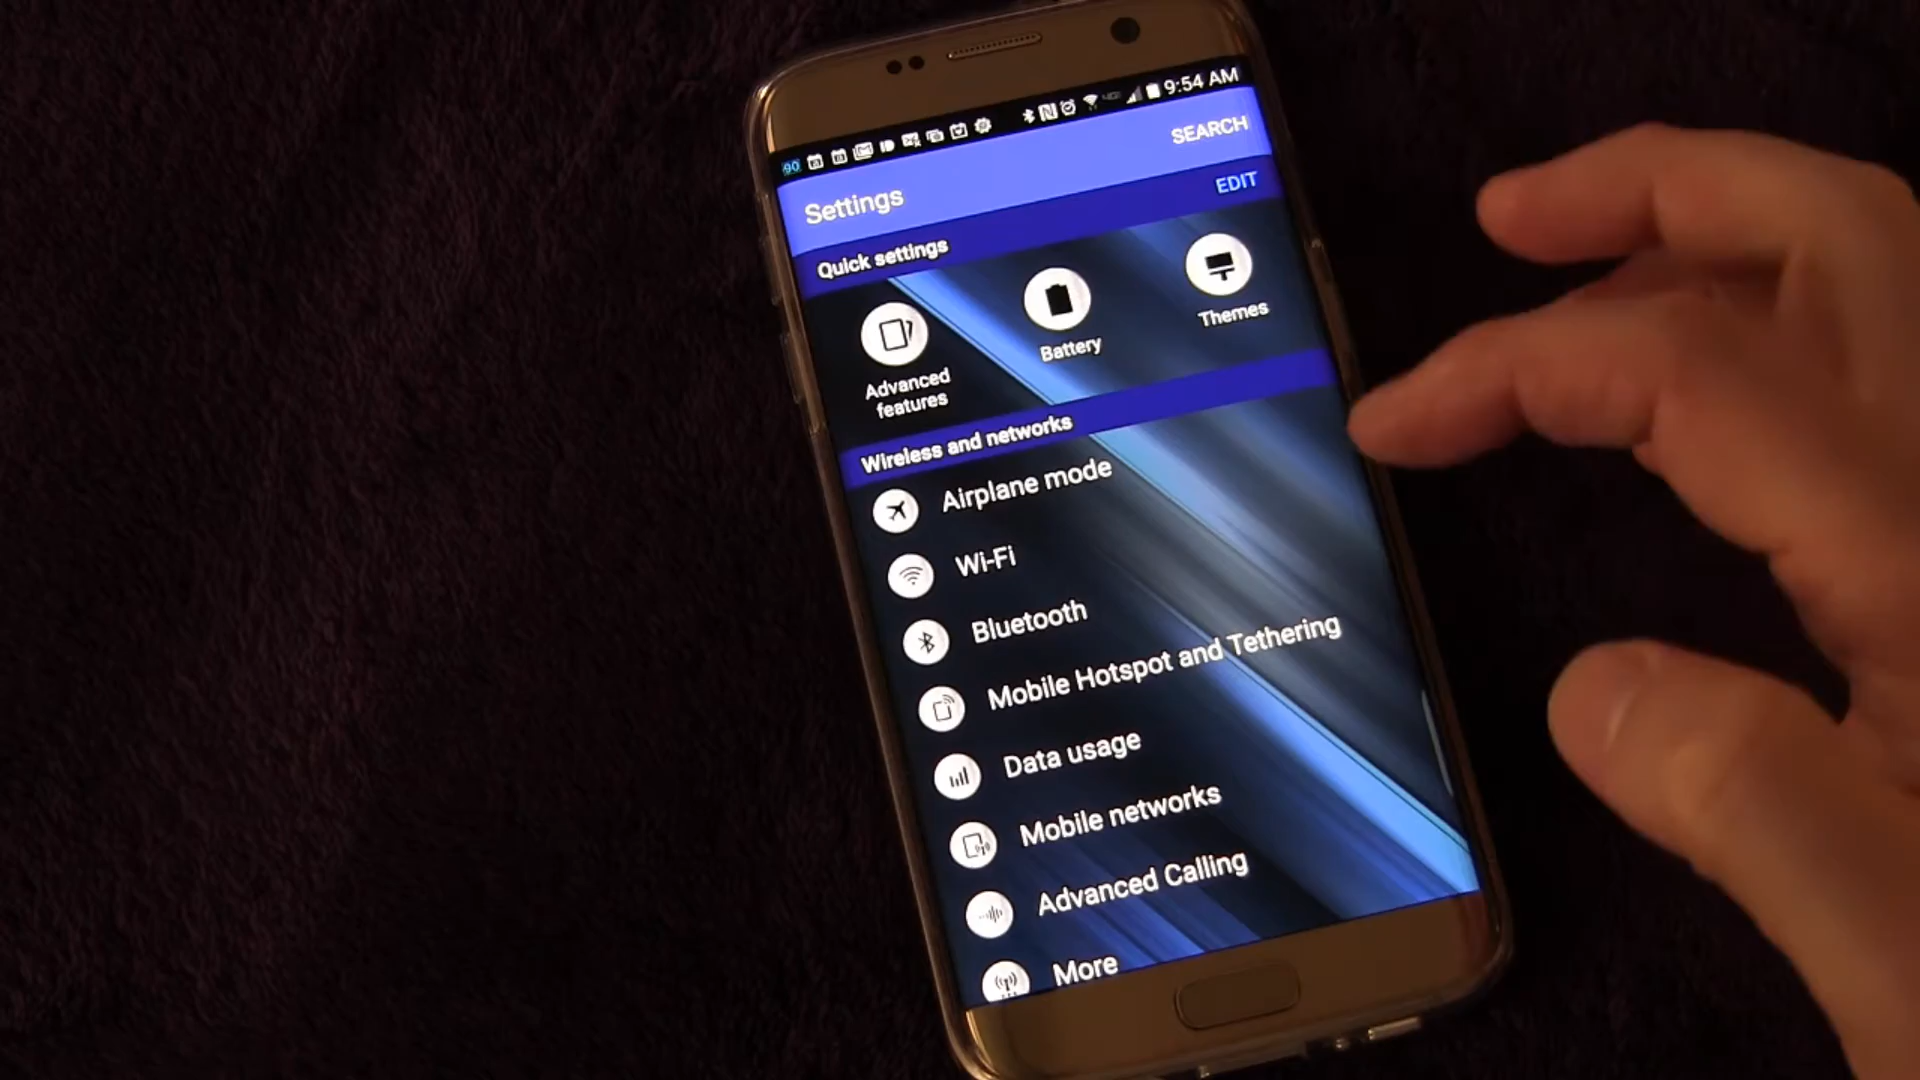 90 9:54 AM
SEARCH
Settings
EDIT
Quick settings
Advanced
features
Battery
Themes
Wireless and networks
Airplane mode
Wi-Fi
Bluetooth
Mobile Hotspot and Tethering
Data usage
Mobile networks
Advanced Calling
More